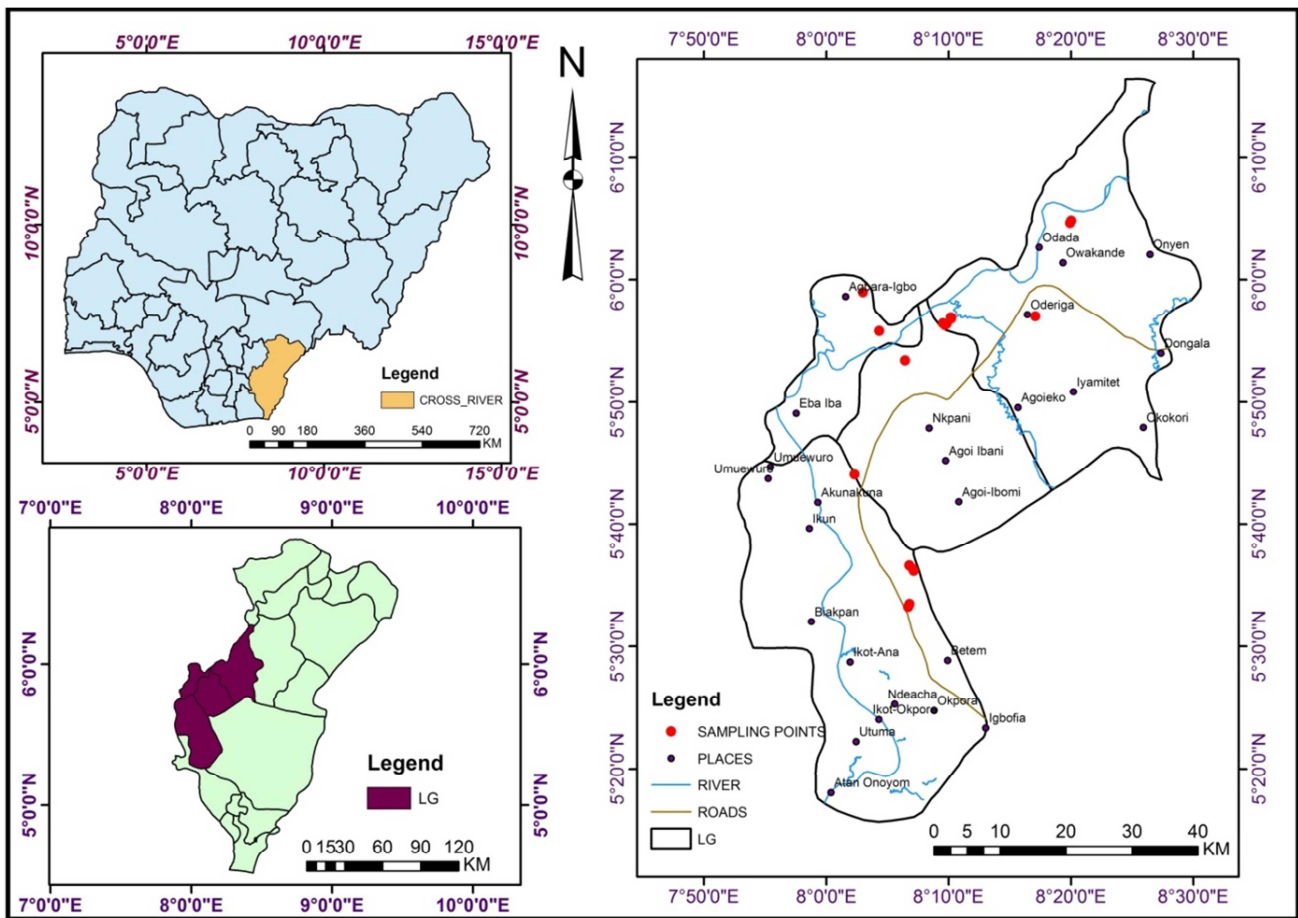 5°0'0"E 10°0'0"E 15°0'0"E
10°0'0"N
5°0'0"N
10°0'0"N
5°0'0"N
Legend
CROSS_RIVER
0 90 180 360 540 720
KM
5°0'0"E 10°0'0"E 15°0'0"E
N
7°0'0"E 8°0'0"E 9°0'0"E 10°0'0"E
6°0'0"N
5°0'0"N
6°0'0"N
5°0'0"N
Legend
LG
0 1530 60 90 120
KM
7°0'0"E 8°0'0"E 9°0'0"E 10°0'0"E
7°50'0"E 8°0'0"E 8°10'0"E 8°20'0"E 8°30'0"E
6°10'0"N
6°0'0"N
5°50'0"N
5°40'0"N
5°30'0"N
5°20'0"N
6°10'0"N
6°0'0"N
5°50'0"N
5°40'0"N
5°30'0"N
5°20'0"N
Odada
Owakande
Onyen
Agbara-Igbo
Oderiga
Dongala
Iyamitet
Agoieko
Eba Iba
Nkpani
Okokori
Agoi Ibani
Umuewuro
Umuewuro
Akunakuna
Agoi-Ibomi
Ikun
Biakpan
Ikot-Ana
Betem
Ndeacha
Okpora
Ikot-Okpora
Igbofia
Utuma
Atan Onoyom
Legend
SAMPLING POINTS
PLACES
RIVER
ROADS
LG
0 5 10 20 30 40
KM
7°50'0"E 8°0'0"E 8°10'0"E 8°20'0"E 8°30'0"E